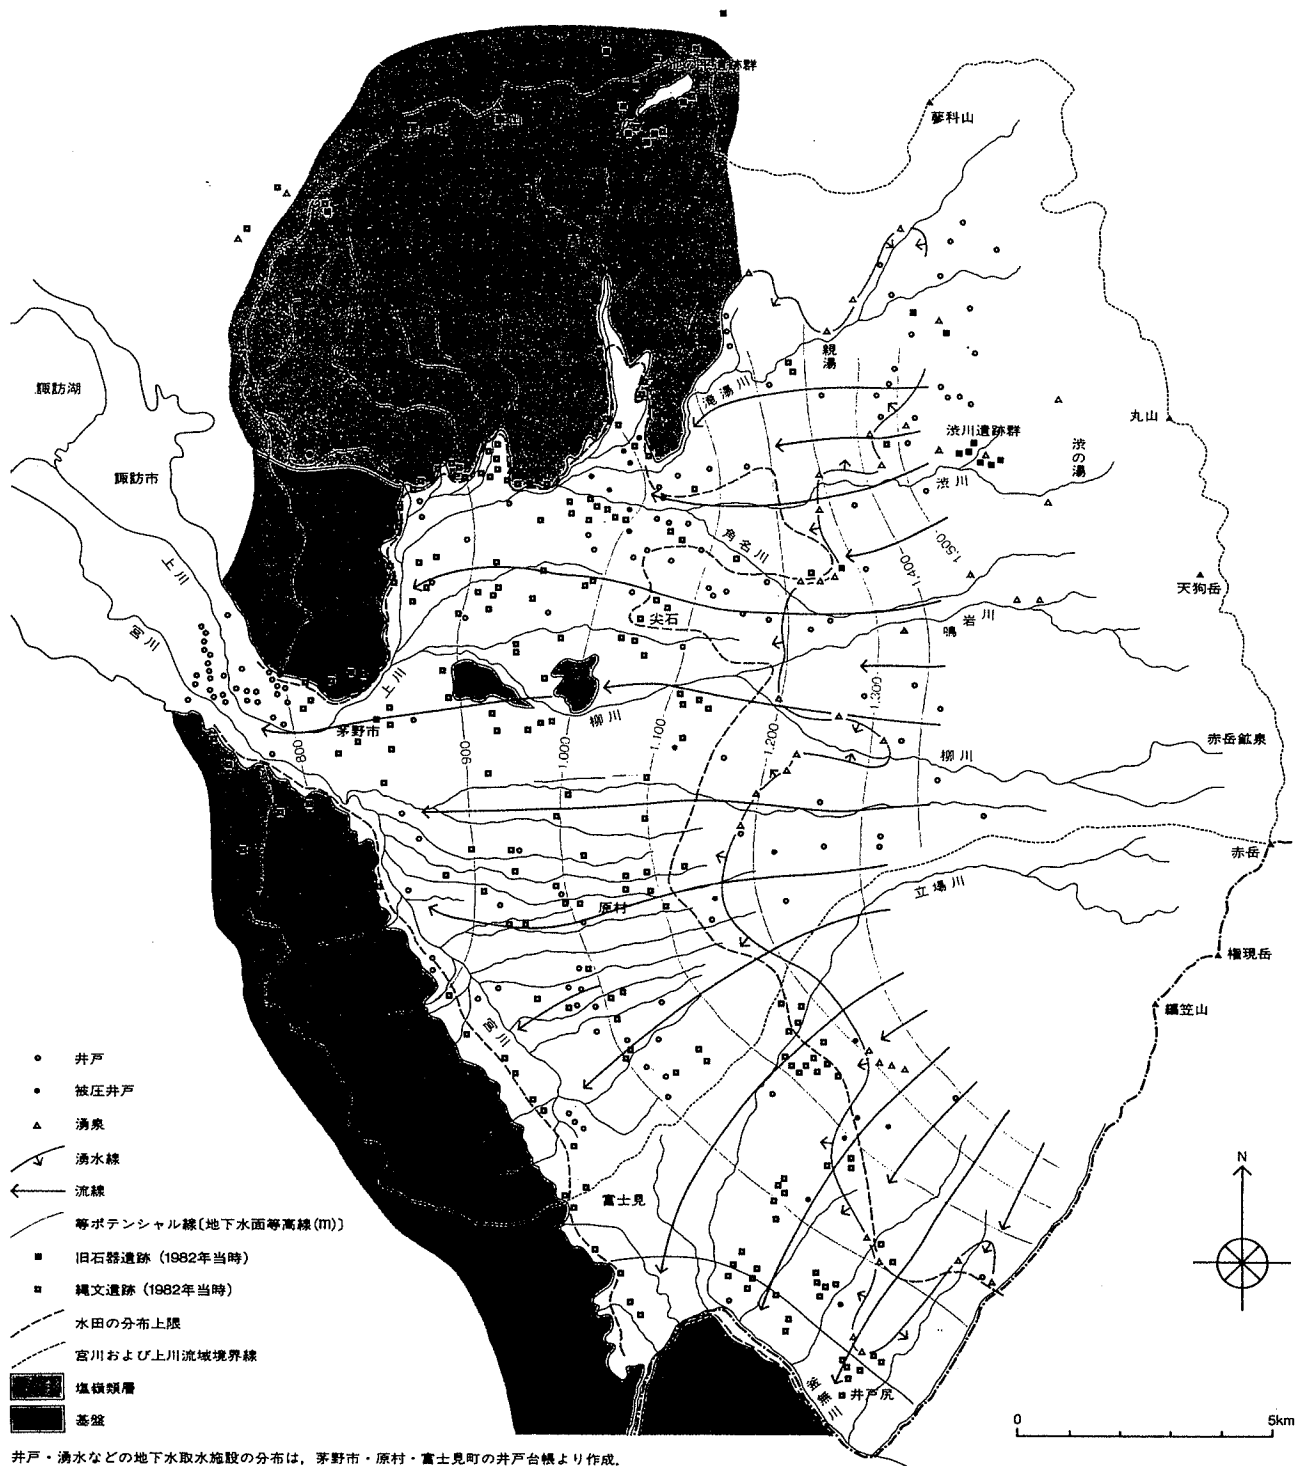 蓼科山
諏訪湖
諏訪市
親湯
滝湯川
丸山
渋川遺跡群
渋の湯
渋川
角名川
1,500
1,400
天狗岳
上川
宮川
尖石
鳴岩川
上川
1,300
柳川
茅野市
800
900
1,000
1,100
1,200
柳川
赤岳鉱泉
赤岳
立場川
原村
権現岳
編笠山
宮川
富士見
釜無川
井戸尻
井戸
被圧井戸
湧泉
湧水線
流線
等ポテンシャル線〔地下水面等高線(m)〕
旧石器遺跡（1982年当時）
縄文遺跡（1982年当時）
水田の分布上限
宮川および上川流域境界線
塩嶺類層
基盤
N
0 5km
井戸・湧水などの地下水取水施設の分布は，茅野市・原村・富士見町の井戸台帳より作成．